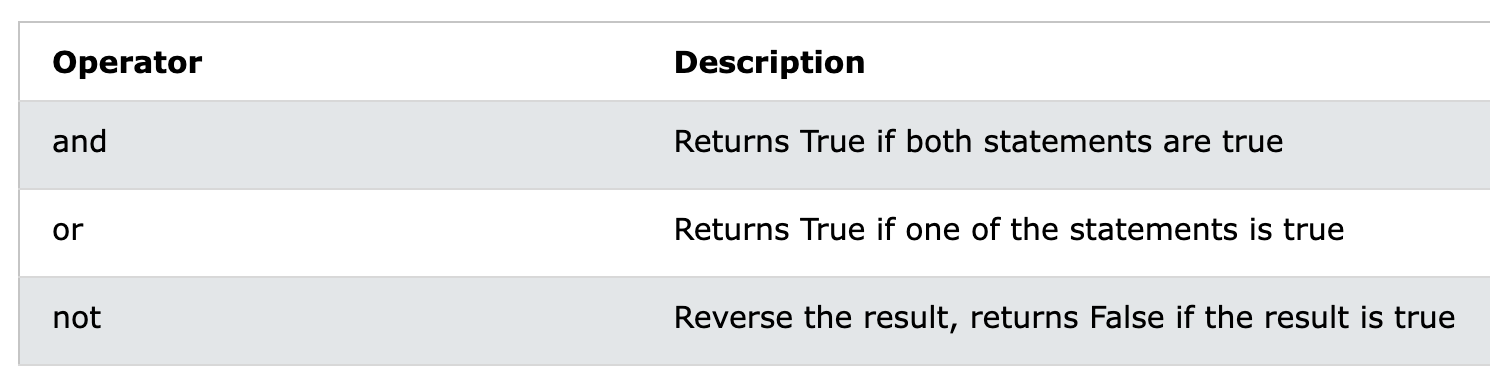 Operator Description
and Returns True if both statements are true
or Returns True if one of the statements is true
not Reverse the result, returns False if the result is true